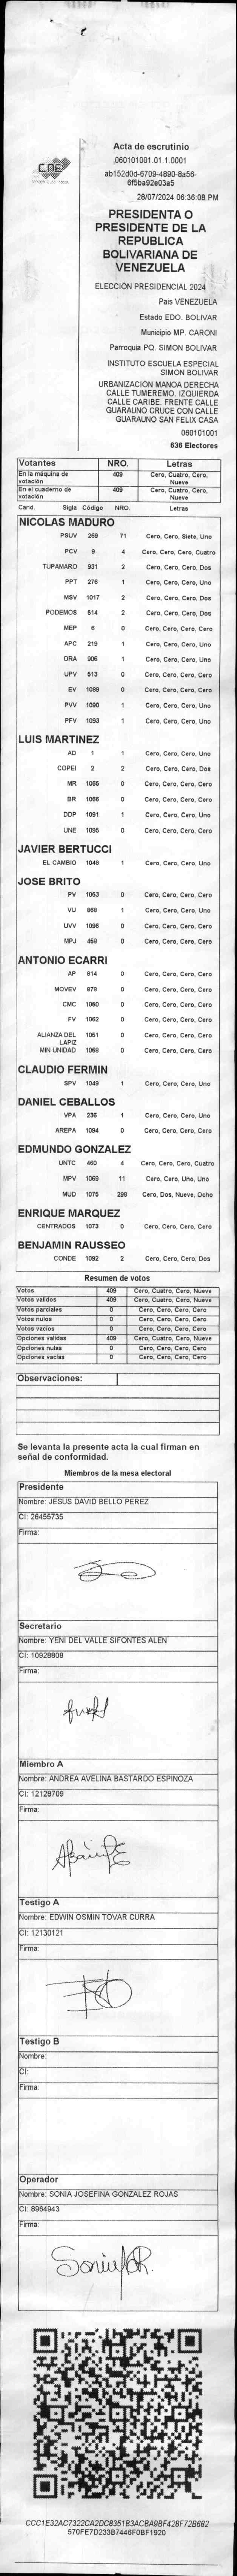 CNE
Acta de escrutinio
060101001.01.1.0001
ab152d0d-6709-4890-8a56-
6f5ba92e03a5
28/07/2024 06:36:08 PM
PRESIDENTA O
PRESIDENTE DE LA
REPUBLICA
BOLIVARIANA DE
VENEZUELA
ELECCIÓN PRESIDENCIAL 2024
País VENEZUELA
Estado EDO. BOLIVAR
Municipio MP. CARONI
Parroquia PQ. SIMON BOLIVAR
INSTITUTO ESCUELA ESPECIAL
SIMON BOLIVAR
URBANIZACIÓN MANOA DERECHA
CALLE TUMEREMO. IZQUIERDA
CALLE CARIBE. FRENTE CALLE
GUARAUNO CRUCE CON CALLE
GUARAUNO SAN FELIX CASA
060101001
636 Electores
Votantes NRO. Letras
En la máquina de votación 409 Cero, Cuatro, Cero, Nueve
En el cuaderno de votación 409 Cero, Cuatro, Cero, Nueve
Cand. Sigla Código NRO. Letras
NICOLAS MADURO
PSUV 269 71 Cero, Cero, Siete, Uno
PCV 9 4 Cero, Cero, Cero, Cuatro
TUPAMARO 931 2 Cero, Cero, Cero, Dos
PPT 276 1 Cero, Cero, Cero, Uno
MSV 1017 2 Cero, Cero, Cero, Dos
PODEMOS 514 2 Cero, Cero, Cero, Dos
MEP 6 0 Cero, Cero, Cero, Cero
APC 219 1 Cero, Cero, Cero, Uno
ORA 906 1 Cero, Cero, Cero, Uno
UPV 513 0 Cero, Cero, Cero, Cero
EV 1089 0 Cero, Cero, Cero, Cero
PVV 1090 1 Cero, Cero, Cero, Uno
PFV 1093 1 Cero, Cero, Cero, Uno
LUIS MARTINEZ
AD 1 1 Cero, Cero, Cero, Uno
COPEI 2 2 Cero, Cero, Cero, Dos
MR 1065 0 Cero, Cero, Cero, Cero
BR 1066 0 Cero, Cero, Cero, Cero
DDP 1091 1 Cero, Cero, Cero, Uno
UNE 1095 0 Cero, Cero, Cero, Cero
JAVIER BERTUCCI
EL CAMBIO 1048 1 Cero, Cero, Cero, Uno
JOSE BRITO
PV 1053 0 Cero, Cero, Cero, Cero
VU 969 1 Cero, Cero, Cero, Uno
UVV 1096 0 Cero, Cero, Cero, Cero
MPJ 459 0 Cero, Cero, Cero, Cero
ANTONIO ECARRI
AP 814 0 Cero, Cero, Cero, Cero
MOVEV 879 0 Cero, Cero, Cero, Cero
CMC 1050 0 Cero, Cero, Cero, Cero
FV 1062 0 Cero, Cero, Cero, Cero
ALIANZA DEL LAPIZ 1051 0 Cero, Cero, Cero, Cero
MIN UNIDAD 1068 0 Cero, Cero, Cero, Cero
CLAUDIO FERMIN
SPV 1049 1 Cero, Cero, Cero, Uno
DANIEL CEBALLOS
VPA 236 1 Cero, Cero, Cero, Uno
AREPA 1094 0 Cero, Cero, Cero, Cero
EDMUNDO GONZALEZ
UNTC 460 4 Cero, Cero, Cero, Cuatro
MPV 1069 11 Cero, Cero, Uno, Uno
MUD 1075 298 Cero, Dos, Nueve, Ocho
ENRIQUE MARQUEZ
CENTRADOS 1073 0 Cero, Cero, Cero, Cero
BENJAMIN RAUSSEO
CONDE 1092 2 Cero, Cero, Cero, Dos
Resumen de votos
Votos 409 Cero, Cuatro, Cero, Nueve
Votos validos 409 Cero, Cuatro, Cero, Nueve
Votos parciales 0 Cero, Cero, Cero, Cero
Votos nulos 0 Cero, Cero, Cero, Cero
Votos vacíos 0 Cero, Cero, Cero, Cero
Opciones validas 409 Cero, Cuatro, Cero, Nueve
Opciones nulas 0 Cero, Cero, Cero, Cero
Opciones vacías 0 Cero, Cero, Cero, Cero
Observaciones:
Se levanta la presente acta la cual firman en
señal de conformidad.
Miembros de la mesa electoral
Presidente
Nombre: JESUS DAVID BELLO PEREZ
CI: 26455735
Firma:
Secretario
Nombre: YENI DEL VALLE SIFONTES ALEN
CI: 10928808
Firma:
Miembro A
Nombre: ANDREA AVELINA BASTARDO ESPINOZA
CI: 12128709
Firma:
Testigo A
Nombre: EDWIN OSMIN TOVAR CURRA
CI: 12130121
Firma:
Testigo B
Nombre:
CI:
Firma:
Operador
Nombre: SONIA JOSEFINA GONZALEZ ROJAS
CI: 8964943
Firma:
CCC1E32AC7322CA2DC8351B3ACBA9BF428F72B682
570FE7D233B7446F0BF1920